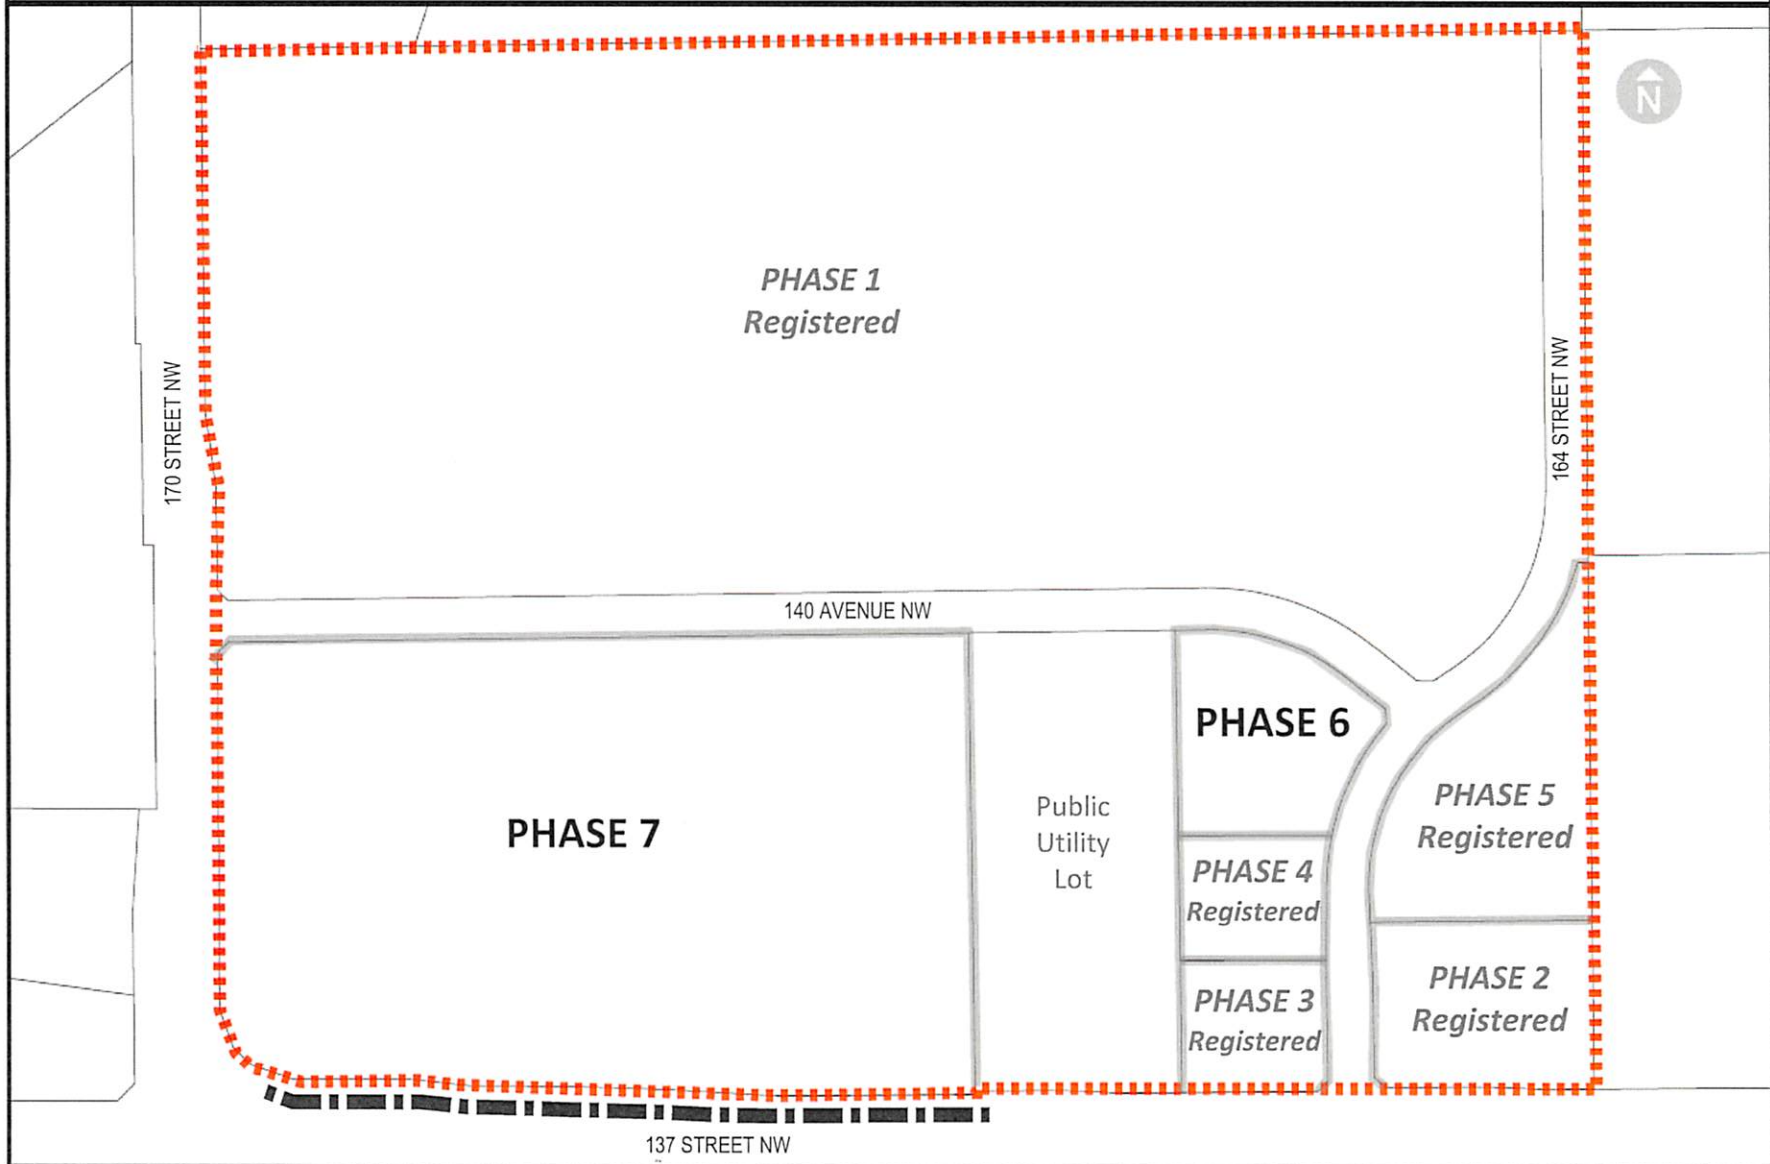 N
PHASE 1
Registered
170 STREET NW
164 STREET NW
140 AVENUE NW
PHASE 6
PHASE 5
Registered
Public
Utility
Lot
PHASE 7
PHASE 4
Registered
PHASE 2
Registered
PHASE 3
Registered
137 STREET NW